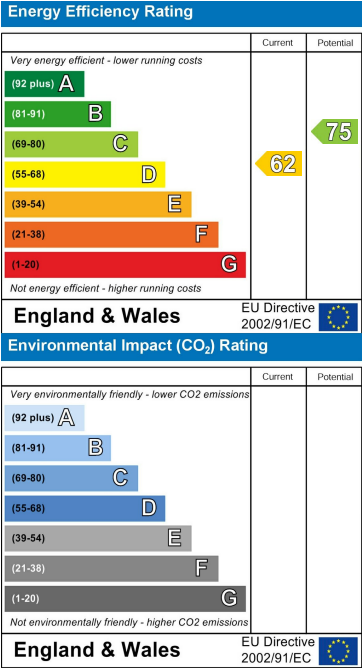 Energy Efficiency Rating
Current Potential
Very energy efficient - lower running costs
(92 plus) A
(81-91) B
(69-80) C
(55-68) D
(39-54) E
(21-38) F
(1-20) G
62
75
Not energy efficient - higher running costs
England & Wales
EU Directive
2002/91/EC
Environmental Impact (CO₂) Rating
Current Potential
Very environmentally friendly - lower CO2 emissions
(92 plus) A
(81-91) B
(69-80) C
(55-68) D
(39-54) E
(21-38) F
(1-20) G
Not environmentally friendly - higher CO2 emissions
England & Wales
EU Directive
2002/91/EC